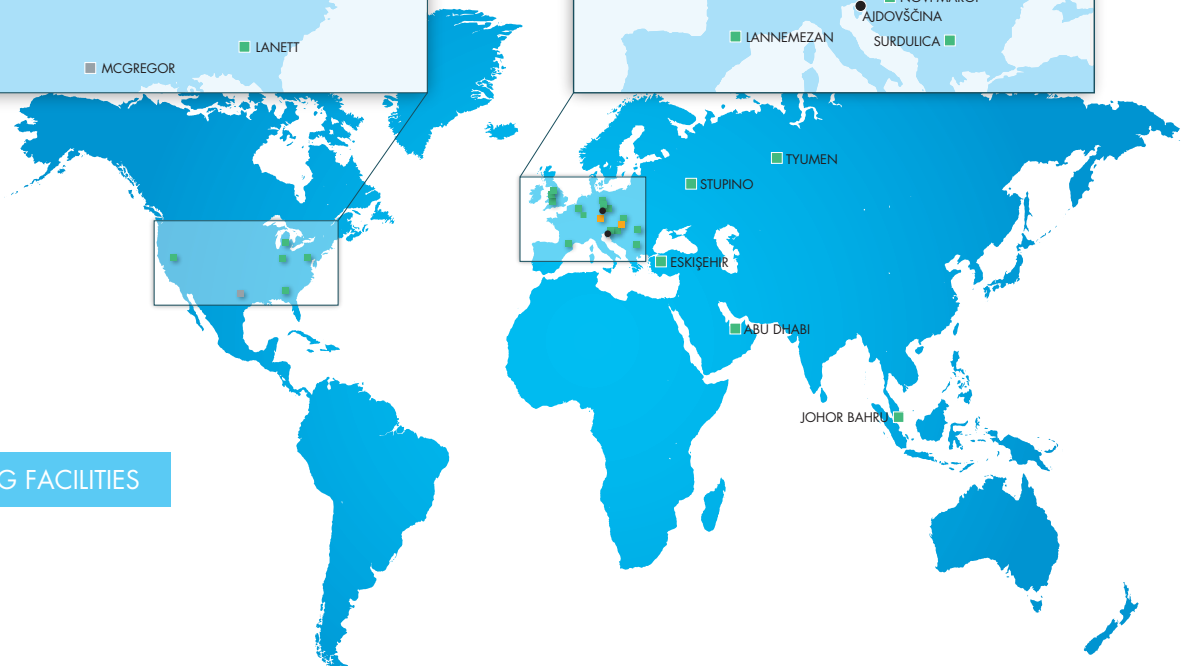 AJDOVŠČINA
LANNEMEZAN
SURDULICA
LANETT
MCGREGOR
TYUMEN
STUPINO
ESKIŞEHIR
ABU DHABI
JOHOR BAHRU
G FACILITIES